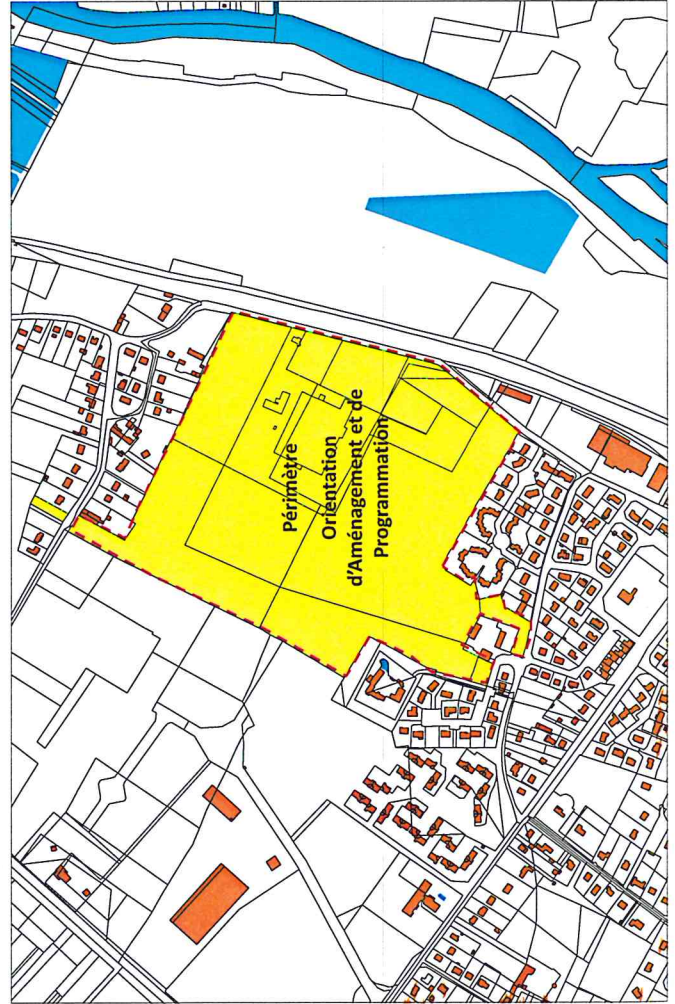 Périmètre
Orientation
d'Aménagement et de
Programmation